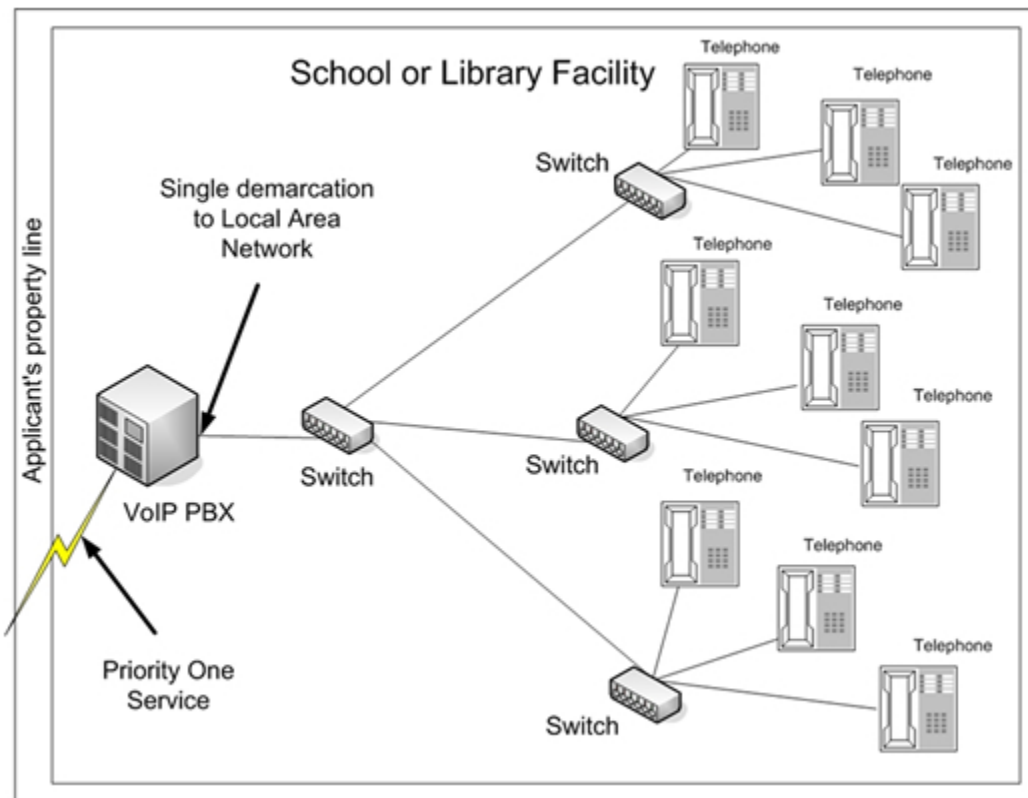 School or Library Facility
Applicant's property line
Single demarcation
to Local Area
Network
VoIP PBX
Priority One
Service
Switch
Switch
Telephone
Telephone
Telephone
Switch
Telephone
Telephone
Telephone
Switch
Telephone
Telephone
Telephone